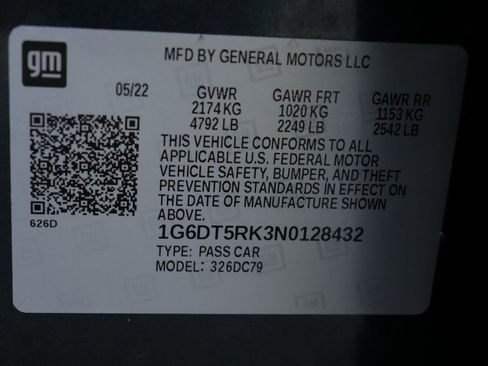 gm
MFD BY GENERAL MOTORS LLC
05/22 GVWR GAWR FRT GAWR RR
2174 KG 1020 KG 1153 KG
4792 LB 2249 LB 2542 LB
THIS VEHICLE CONFORMS TO ALL
APPLICABLE U.S. FEDERAL MOTOR
VEHICLE SAFETY, BUMPER, AND THEFT
PREVENTION STANDARDS IN EFFECT ON
THE DATE OF MANUFACTURE SHOWN
ABOVE.
626D
1G6DT5RK3N0128432
TYPE: PASS CAR
MODEL: 326DC79